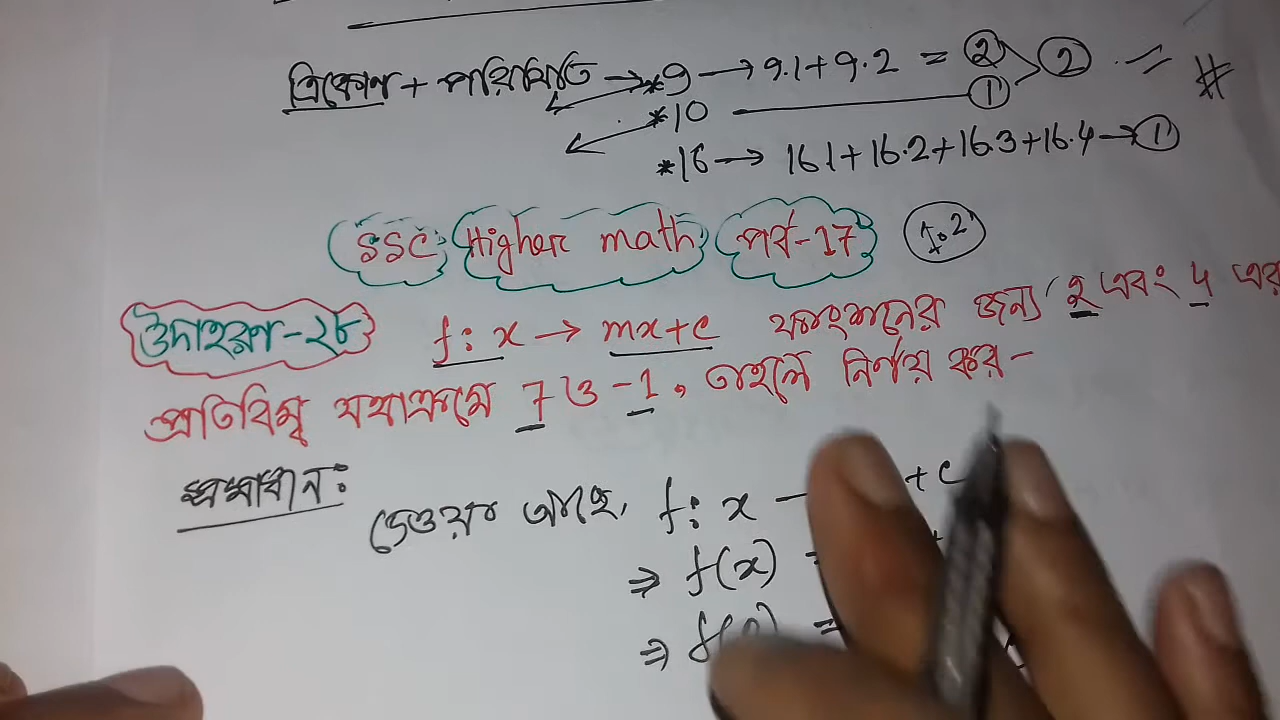 ত্রিকোণ + পরিমিতি → *9 → 9.1+9.2 = ② ②
*10 ①
*16 → 16.1+16.2+16.3+16.4 → ①
SSC Higher math পর্ব-17 1.2
উদাহরণ-২৮ f: x → mx+c ফাংশনের জন্য 2 এবং 4 এর
প্রতিবিম্ব যথাক্রমে 7 ও -1, তাহলে নির্ণয় কর-
সমাধান:
দেওয়া আছে, f: x + c
⇒ f(x) =
⇒ =